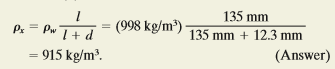 ρx = ρw l / (l + d) = (998 kg/m³) 135 mm / (135 mm + 12.3 mm)
= 915 kg/m³. (Answer)